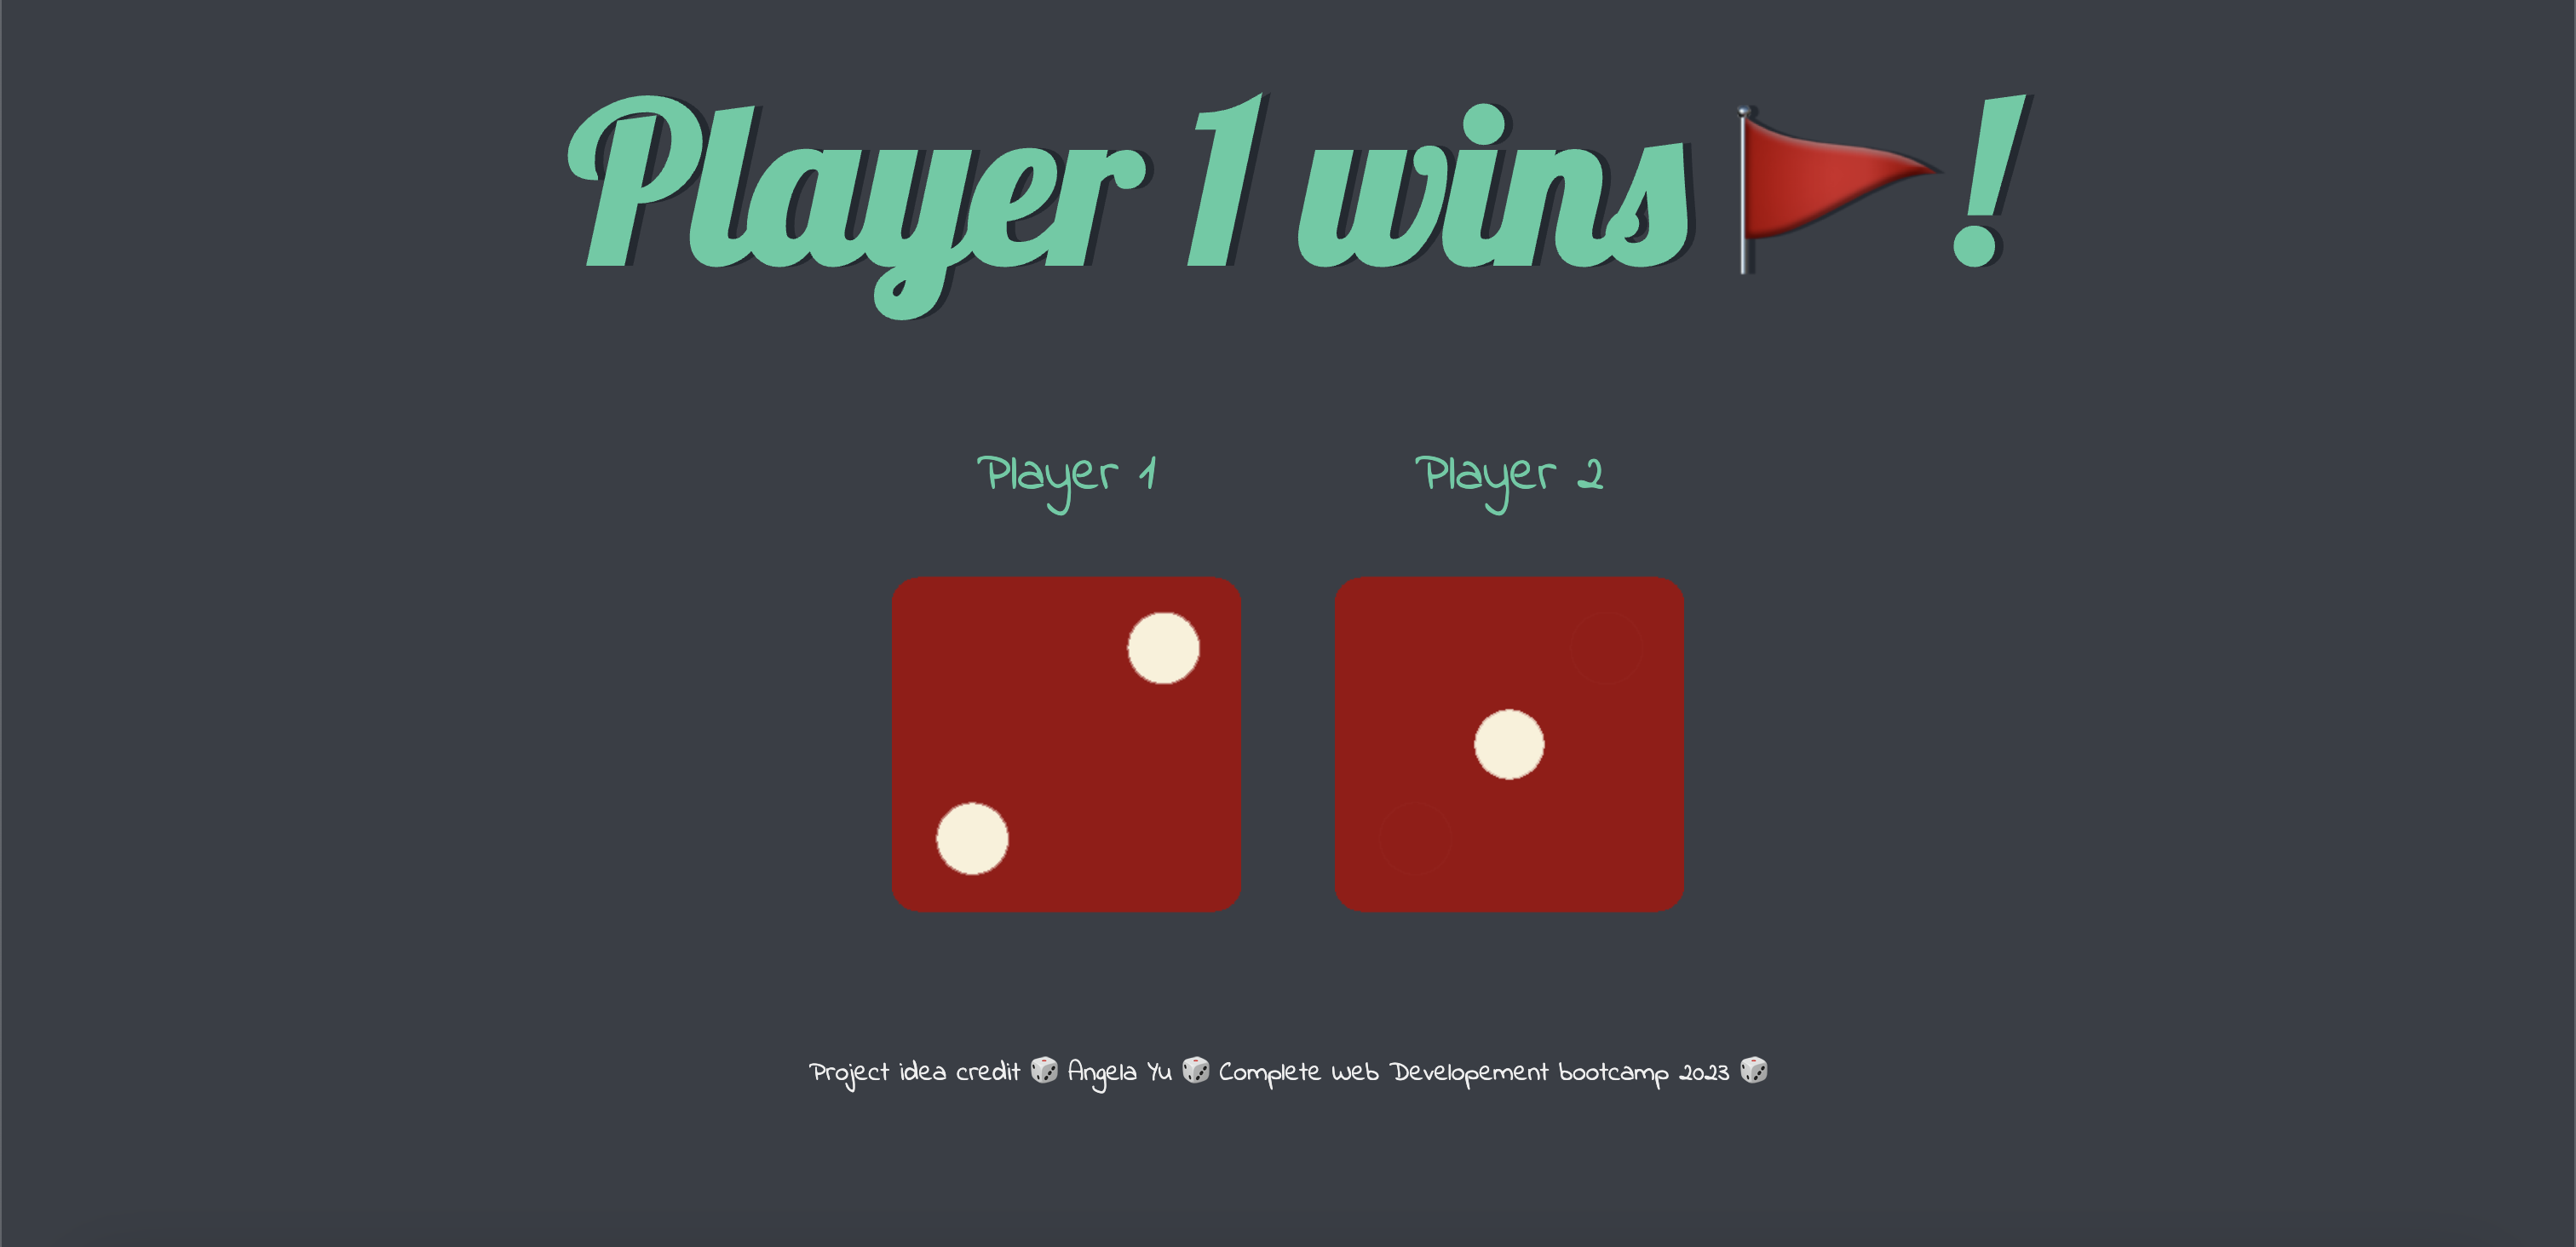 Player 1 wins🚩!
Player 1
Player 2
Project idea credit 🎲 Angela Yu 🎲 Complete Web Developement bootcamp 2023 🎲